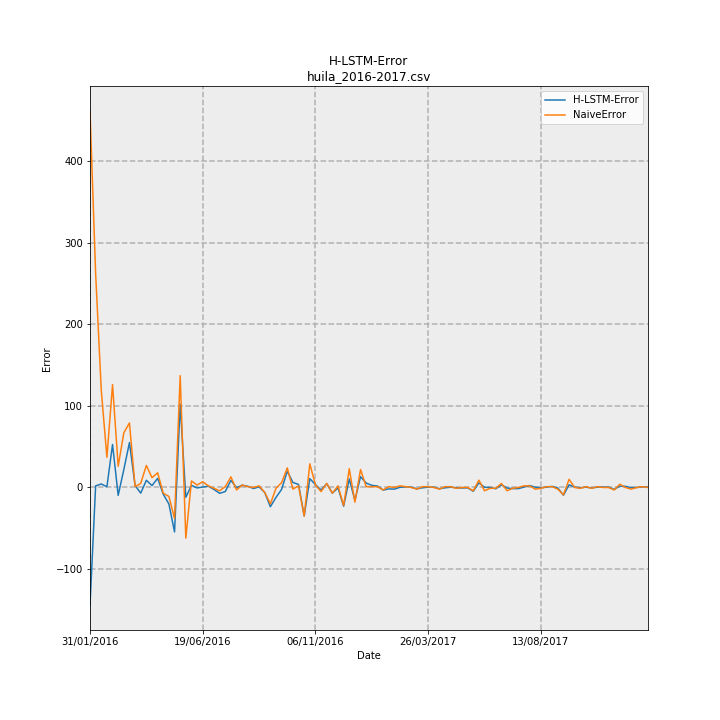 H-LSTM-Error
huila_2016-2017.csv
H-LSTM-Error
NaiveError
400
300
200
100
0
−100
Error
31/01/2016 19/06/2016 06/11/2016 26/03/2017 13/08/2017
Date